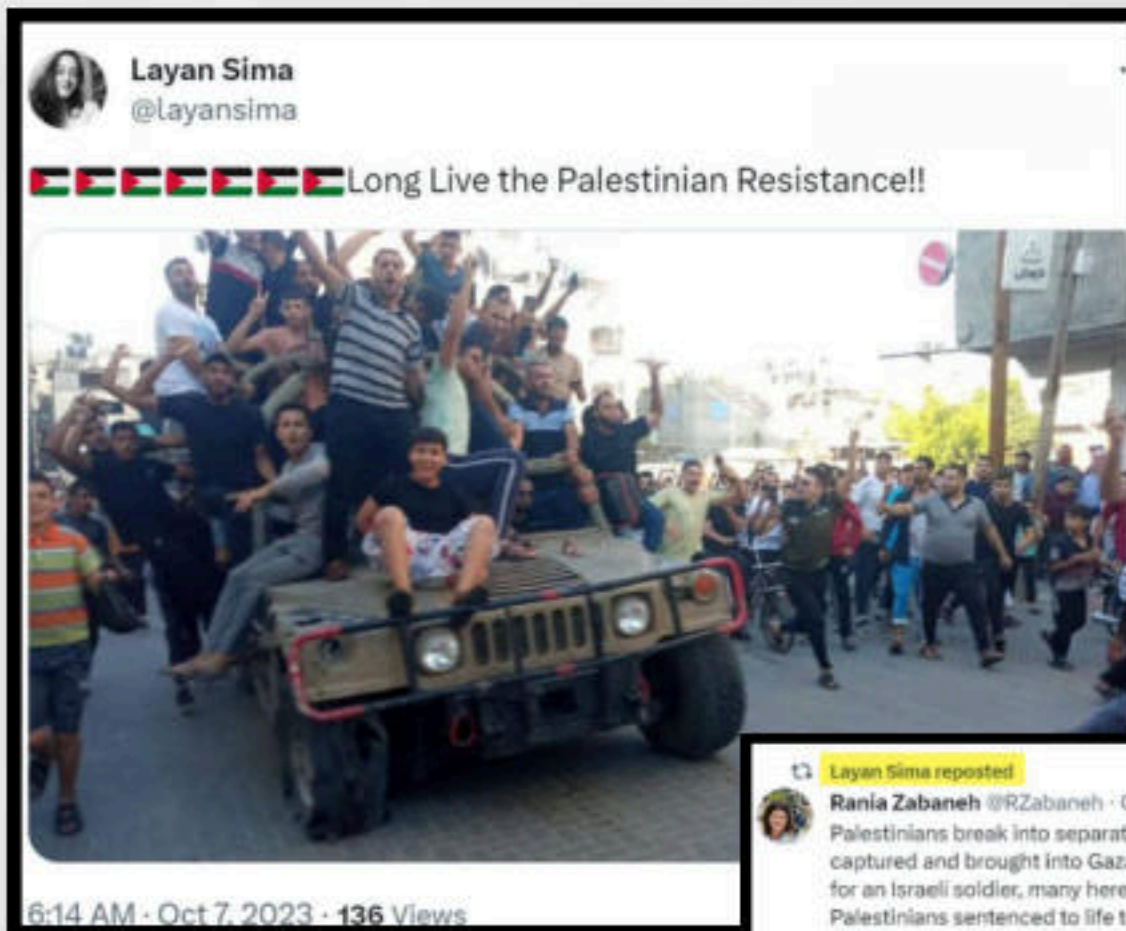 Layan Sima
@layansima
🇵🇸🇵🇸🇵🇸🇵🇸🇵🇸🇵🇸🇵🇸Long Live the Palestinian Resistance!!
6:14 AM · Oct 7, 2023 · 136 Views
Layan Sima reposted
Rania Zabaneh @RZabaneh ·
Palestinians break into
captured and brought into
for an Israeli soldier, many here
Palestinians sentenced to life